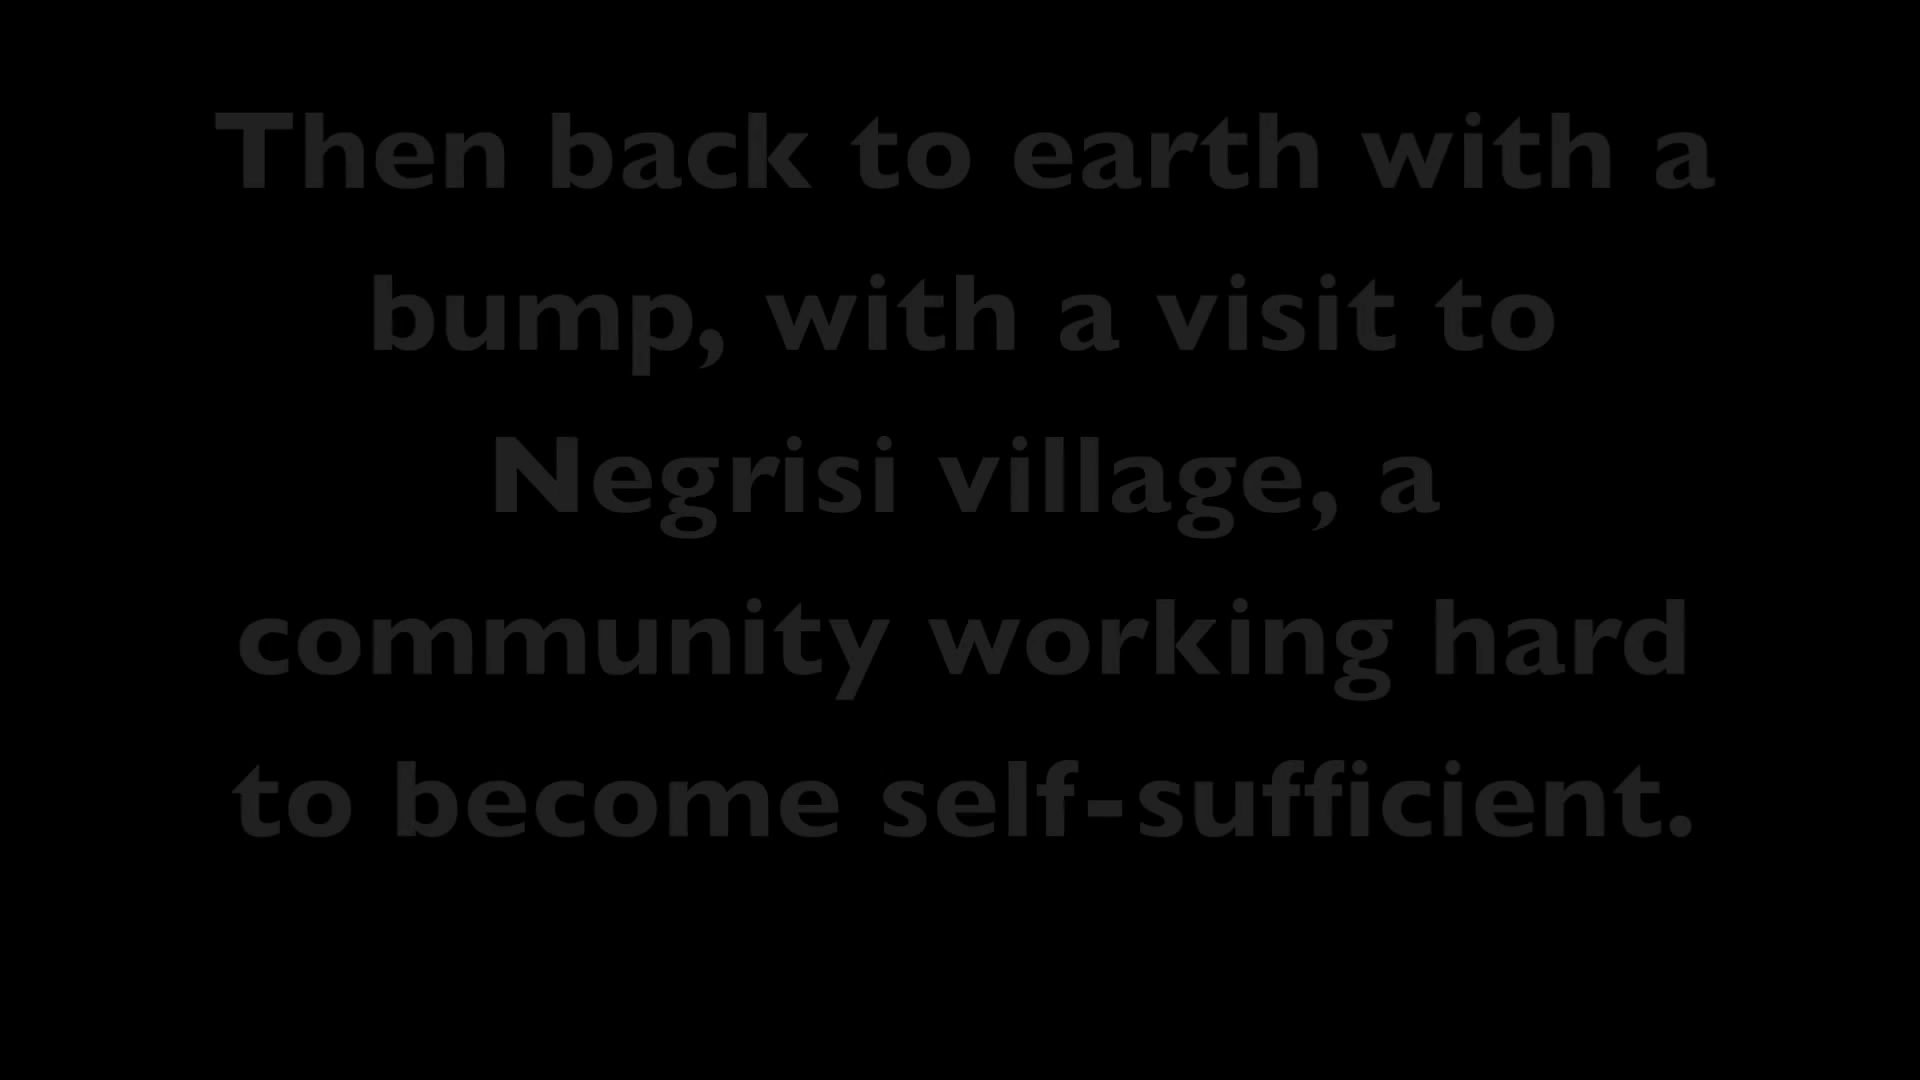 Then back to earth with a
bump, with a visit to
Negrisi village, a
community working hard
to become self-sufficient.